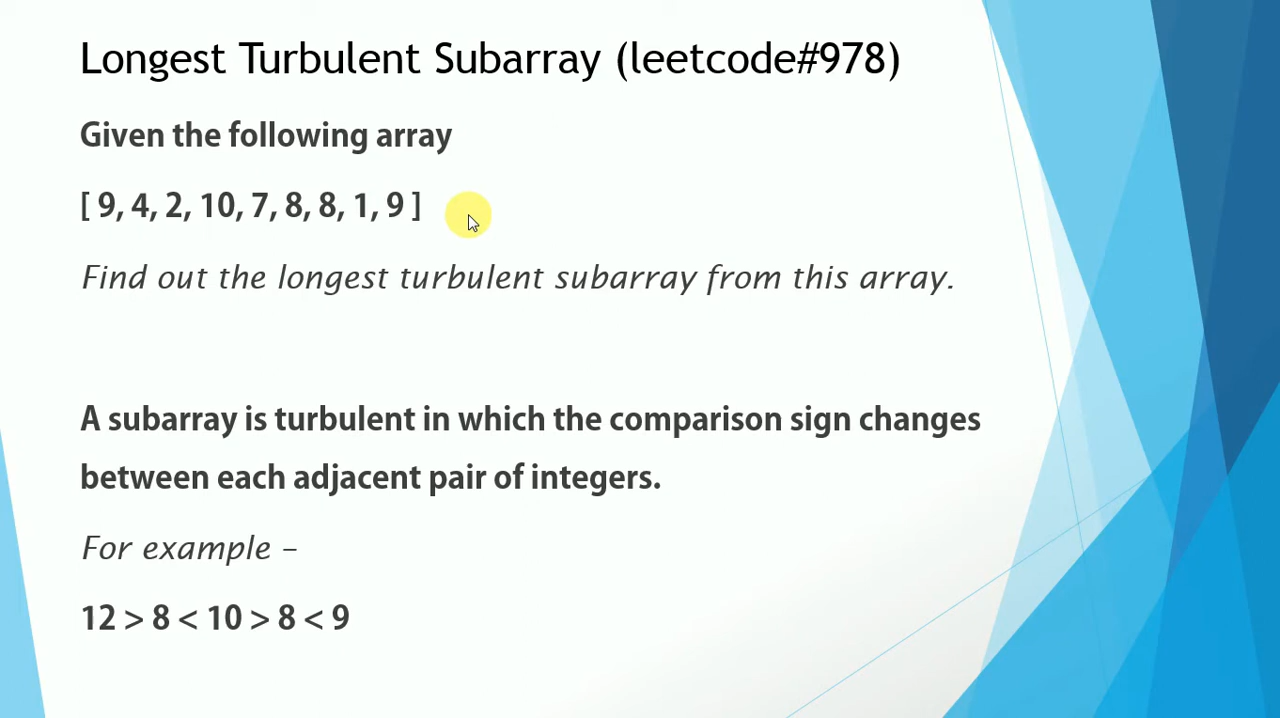 Longest Turbulent Subarray (leetcode#978)
Given the following array
[ 9, 4, 2, 10, 7, 8, 8, 1, 9 ]
Find out the longest turbulent subarray from this array.
A subarray is turbulent in which the comparison sign changes
between each adjacent pair of integers.
For example –
12 > 8 < 10 > 8 < 9